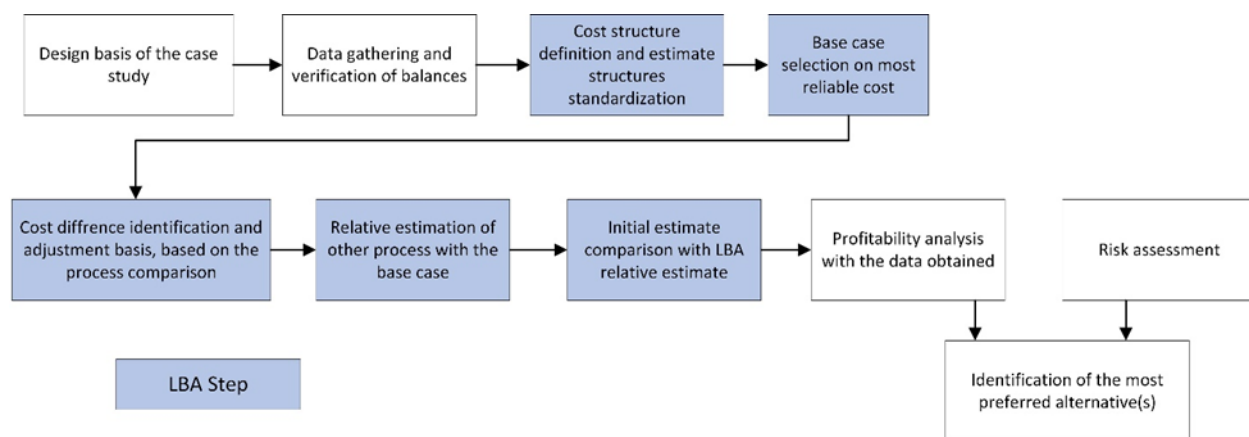 Design basis of the case
study
Data gathering and
verification of balances
Cost structure
definition and estimate
structures
standardization
Base case
selection on most
reliable cost
Cost diffrence identification and
adjustment basis, based on the
process comparison
Relative estimation of
other process with the
base case
Initial estimate
comparison with LBA
relative estimate
Profitability analysis
with the data obtained
Risk assessment
LBA Step
Identification of the most
preferred alternative(s)